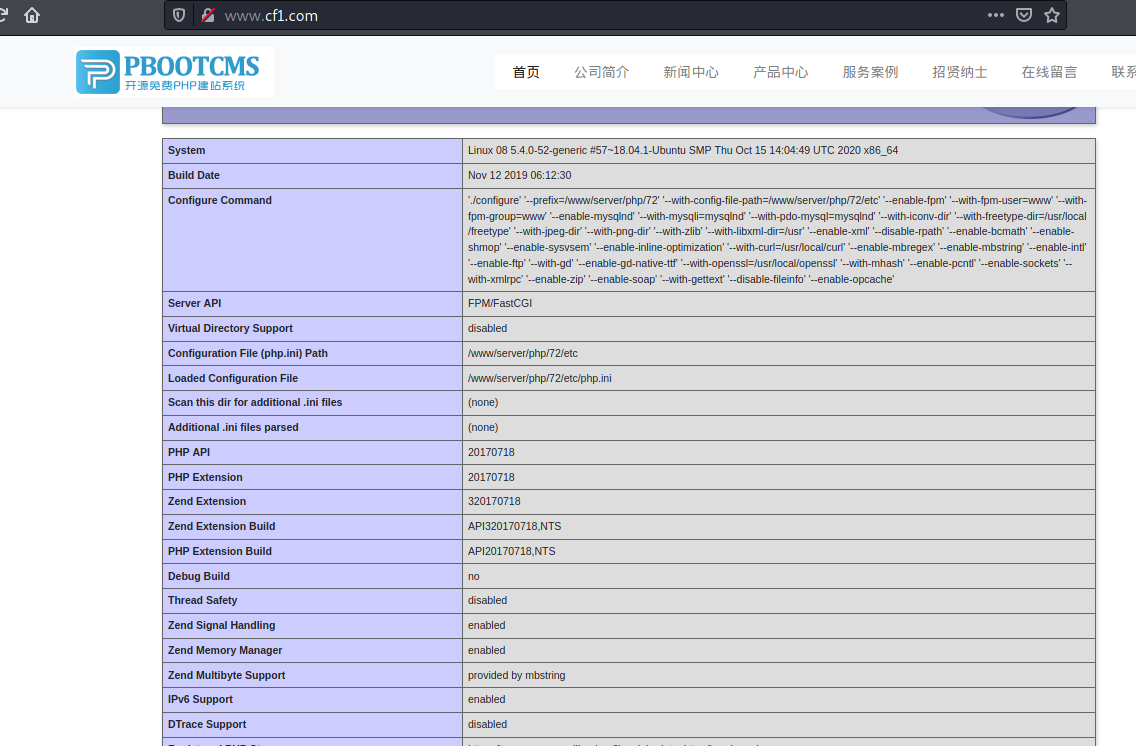 www.cf1.com
PBOOTCMS
开源免费PHP建站系统
首页 公司简介 新闻中心 产品中心 服务案例 招贤纳士 在线留言 联系
System Linux 08 5.4.0-52-generic #57~18.04.1-Ubuntu SMP Thu Oct 15 14:04:49 UTC 2020 x86_64
Build Date Nov 12 2019 06:12:30
Configure Command './configure' '--prefix=/www/server/php/72' '--with-config-file-path=/www/server/php/72/etc' '--enable-fpm' '--with-fpm-user=www' '--with-
fpm-group=www' '--enable-mysqlnd' '--with-mysqli=mysqlnd' '--with-pdo-mysql=mysqlnd' '--with-iconv-dir' '--with-freetype-dir=/usr/local
/freetype' '--with-jpeg-dir' '--with-png-dir' '--with-zlib' '--with-libxml-dir=/usr' '--enable-xml' '--disable-rpath' '--enable-bcmath' '--enable-
shmop' '--enable-sysvsem' '--enable-inline-optimization' '--with-curl=/usr/local/curl' '--enable-mbregex' '--enable-mbstring' '--enable-intl'
'--enable-ftp' '--with-gd' '--enable-gd-native-ttf' '--with-openssl=/usr/local/openssl' '--with-mhash' '--enable-pcntl' '--enable-sockets' '--
with-xmlrpc' '--enable-zip' '--enable-soap' '--with-gettext' '--disable-fileinfo' '--enable-opcache'
Server API FPM/FastCGI
Virtual Directory Support disabled
Configuration File (php.ini) Path /www/server/php/72/etc
Loaded Configuration File /www/server/php/72/etc/php.ini
Scan this dir for additional .ini files (none)
Additional .ini files parsed (none)
PHP API 20170718
PHP Extension 20170718
Zend Extension 320170718
Zend Extension Build API320170718,NTS
PHP Extension Build API20170718,NTS
Debug Build no
Thread Safety disabled
Zend Signal Handling enabled
Zend Memory Manager enabled
Zend Multibyte Support provided by mbstring
IPv6 Support enabled
DTrace Support disabled